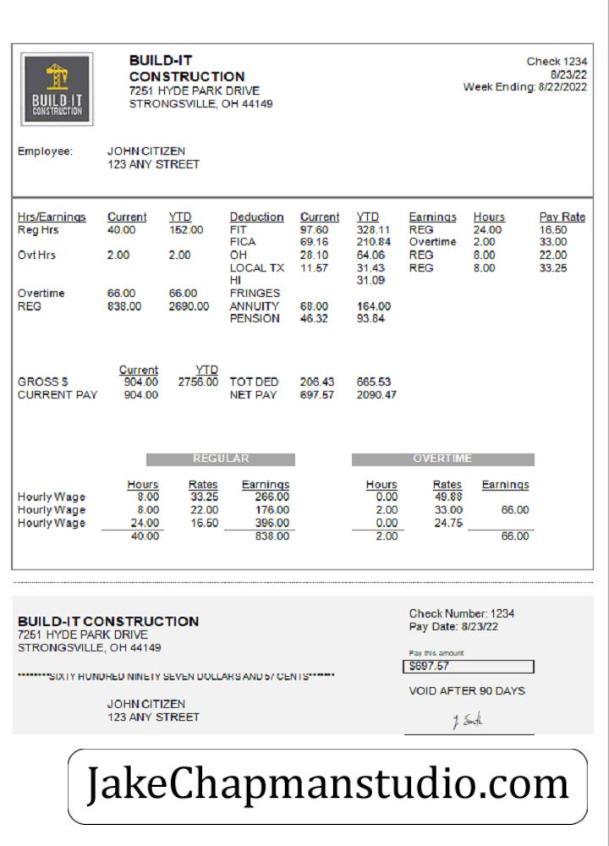 BUILD-IT
CONSTRUCTION
7251 HYDE PARK DRIVE
STRONGSVILLE, OH 44149
Check 1234
8/23/22
Week Ending: 8/22/2022
BUILD IT
CONSTRUCTION
Employee: JOHN CITIZEN
123 ANY STREET
Hrs/Earnings Current YTD Deduction Current YTD Earnings Hours Pay Rate
Reg Hrs 40.00 152.00 FIT 97.60 328.11 REG 24.00 16.50
FICA 69.16 210.84 Overtime 2.00 33.00
Ovt Hrs 2.00 2.00 OH 28.10 64.06 REG 8.00 22.00
LOCAL TX 11.57 31.43 REG 8.00 33.25
HI 31.09
Overtime 66.00 66.00 FRINGES
REG 838.00 2690.00 ANNUITY 68.00 164.00
PENSION 46.32 93.84
Current YTD
GROSS $ 904.00 2756.00 TOT DED 206.43 665.53
CURRENT PAY 904.00 NET PAY 697.57 2090.47
REGULAR OVERTIME
Hours Rates Earnings Hours Rates Earnings
Hourly Wage 8.00 33.25 266.00 0.00 49.88
Hourly Wage 8.00 22.00 176.00 2.00 33.00 66.00
Hourly Wage 24.00 16.50 396.00 0.00 24.75
40.00 838.00 2.00 66.00
BUILD-IT CONSTRUCTION
7251 HYDE PARK DRIVE
STRONGSVILLE, OH 44149
Check Number: 1234
Pay Date: 8/23/22
Pay this amount
$697.57
********SIXTY HUNDRED NINETY SEVEN DOLLARS AND 57 CENTS*******
VOID AFTER 90 DAYS
JOHN CITIZEN
123 ANY STREET
J. Smith
JakeChapmanstudio.com